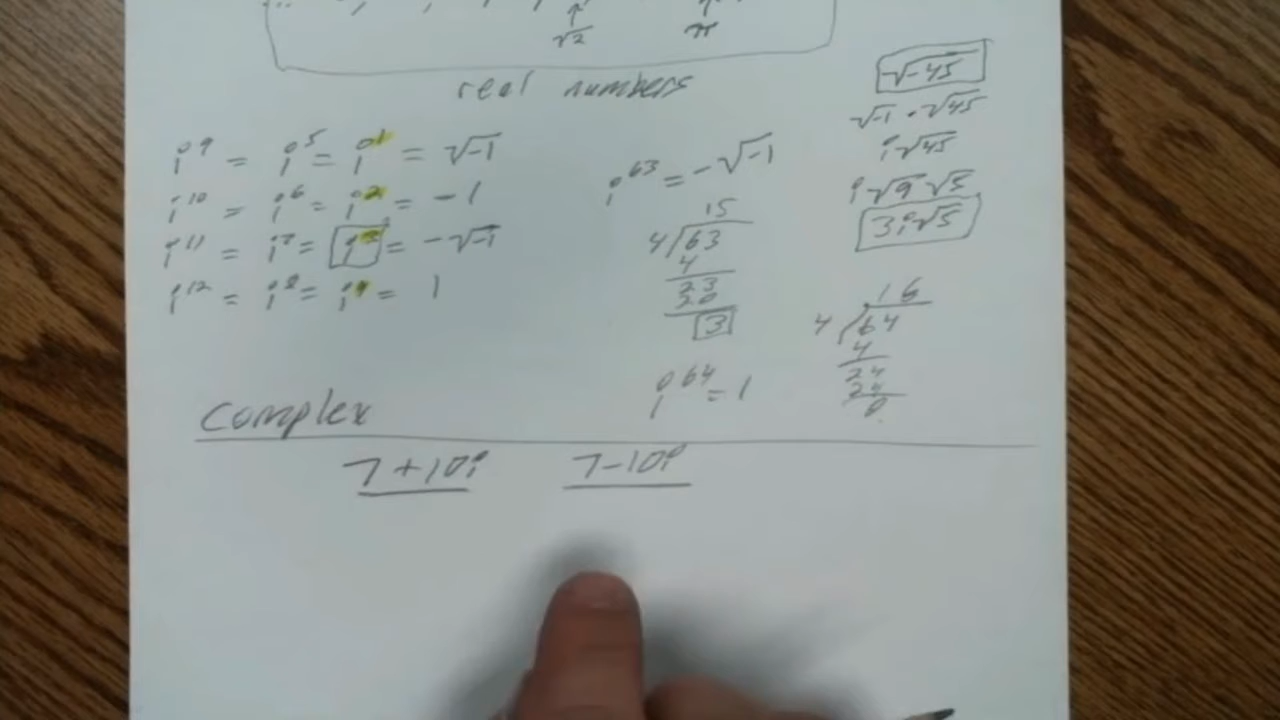 √2 π
real numbers
i⁹ = i⁵ = i¹ = √-1
i¹⁰ = i⁶ = i² = -1
i¹¹ = i⁷ = i³ = -√-1
i¹² = i⁸ = i⁴ = 1
i⁶³ = -√-1
15
4√63
4
23
20
3
i⁶⁴ = 1
√-45
√-1 · √45
i√45
i√9 √5
3i√5
16
4√64
4
24
24
0
complex
7+10i 7-10i